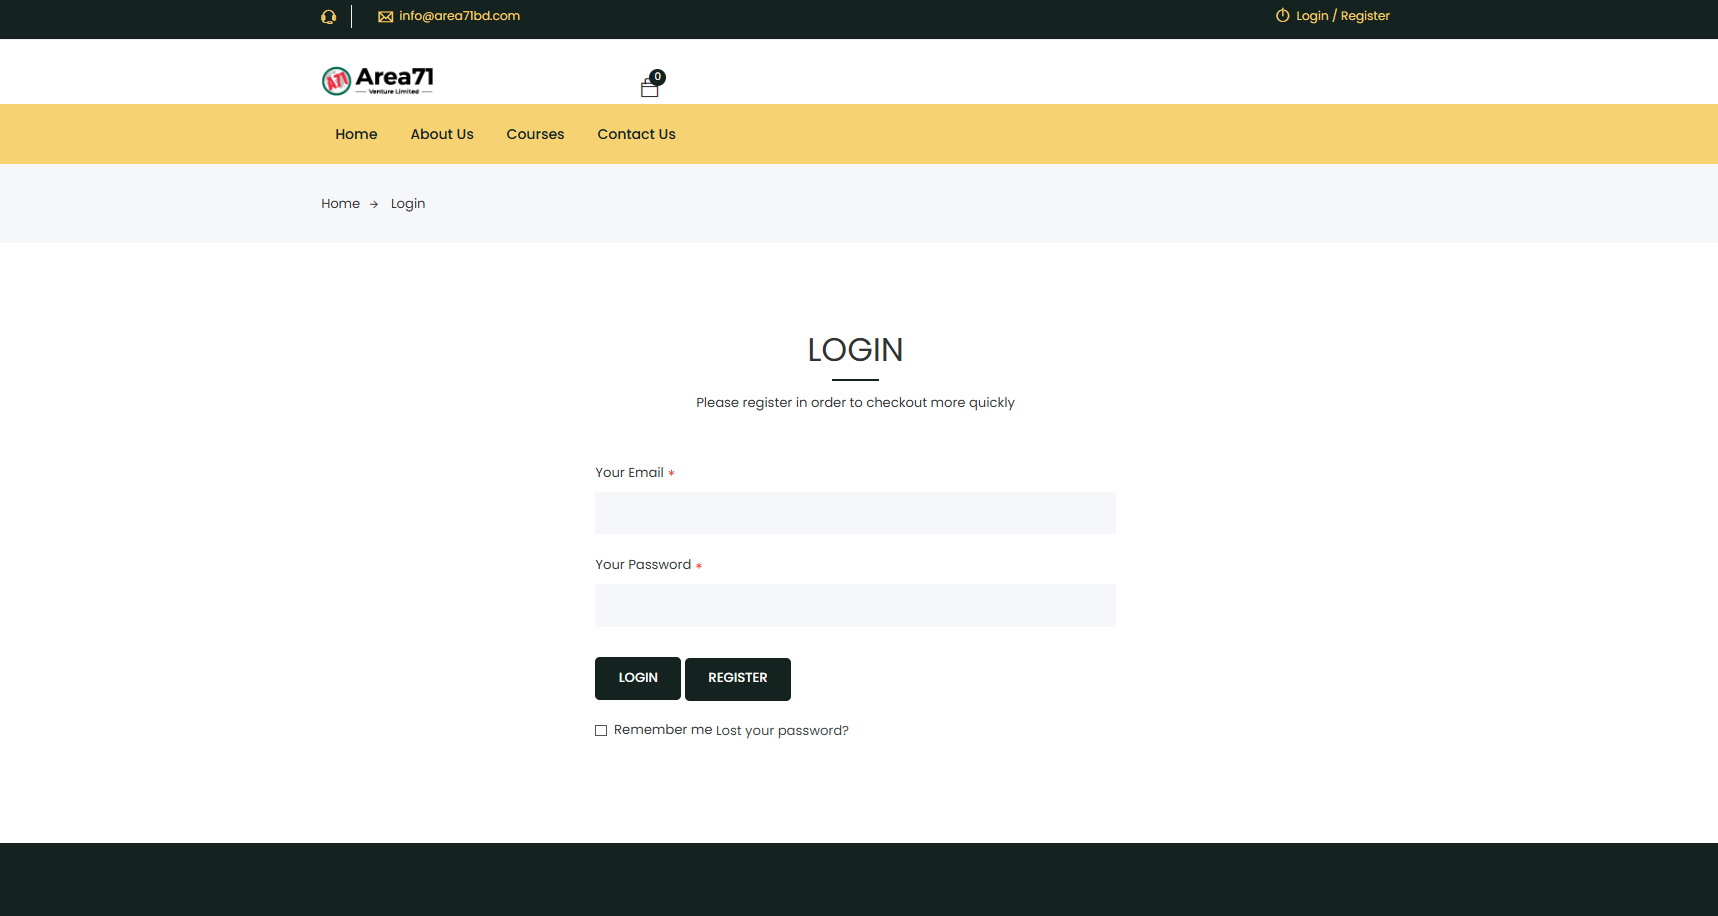 info@area71bd.com
Login / Register
A71 Area71
Venture Limited
0
Home About Us Courses Contact Us
Home → Login
LOGIN
Please register in order to checkout more quickly
Your Email *
Your Password *
LOGIN REGISTER
Remember me Lost your password?